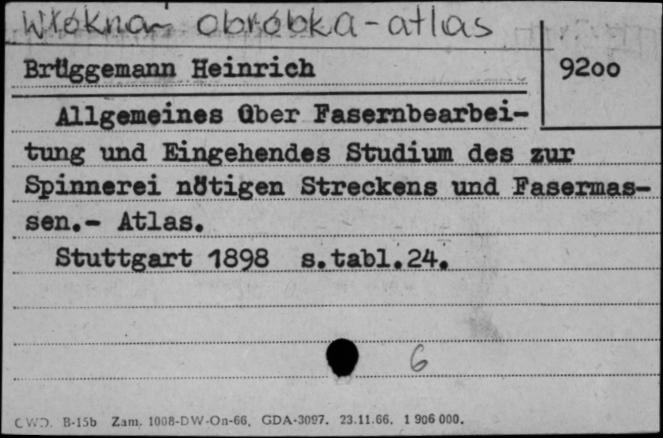 Włókna - obróbka - atlas
Brüggemann Heinrich
9200
Allgemeines über Fasernbearbei-
tung und Eingehendes Studium des zur
Spinnerei nötigen Streckens und Fasermas-
sen.- Atlas.
Stuttgart 1898 s.tabl.24.
6
CWD. B-15b Zam. 1008-DW-On-66, GDA-3097. 23.11.66. 1 906 000.